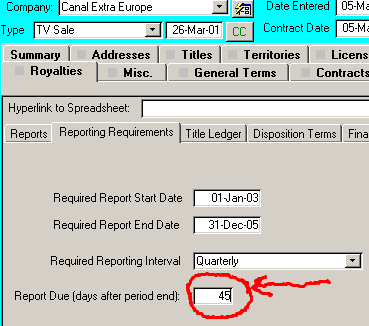 Company: Canal Extra Europe Date Entered 05-Mar
Type TV Sale 26-Mar-01 CC Contract Date 05-Ma
Summary Addresses Titles Territories Licens
Royalties Misc. General Terms Contracts
Hyperlink to Spreadsheet:
Reports Reporting Requirements Title Ledger Disposition Terms Fina
Required Report Start Date 01-Jan-03
Required Report End Date 31-Dec-05
Required Reporting Interval Quarterly
Report Due (days after period end): 45